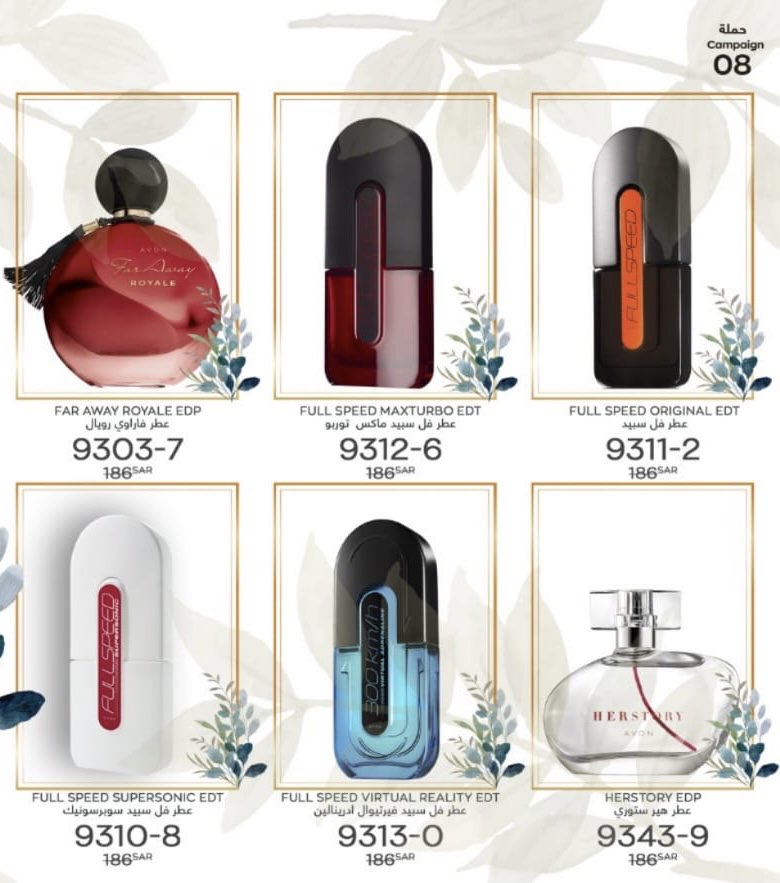 حملة
Campaign
08
AVON
Far Away
ROYALE
FULL SPEED
FAR AWAY ROYALE EDP
عطر فاراوي رويال
9303-7
186SAR
FULL SPEED MAXTURBO EDT
عطر فل سبيد ماكس توربو
9312-6
186SAR
FULL SPEED ORIGINAL EDT
عطر فل سبيد
9311-2
186SAR
FULL SPEED
SUPERSONIC
300 km/h
VIRTUAL ADRENALINE
HERSTORY
AVON
FULL SPEED SUPERSONIC EDT
عطر فل سبيد سوبرسونيك
9310-8
186SAR
FULL SPEED VIRTUAL REALITY EDT
عطر فل سبيد فيرتيوال ادرينالين
9313-0
186SAR
HERSTORY EDP
عطر هير ستوري
9343-9
186SAR